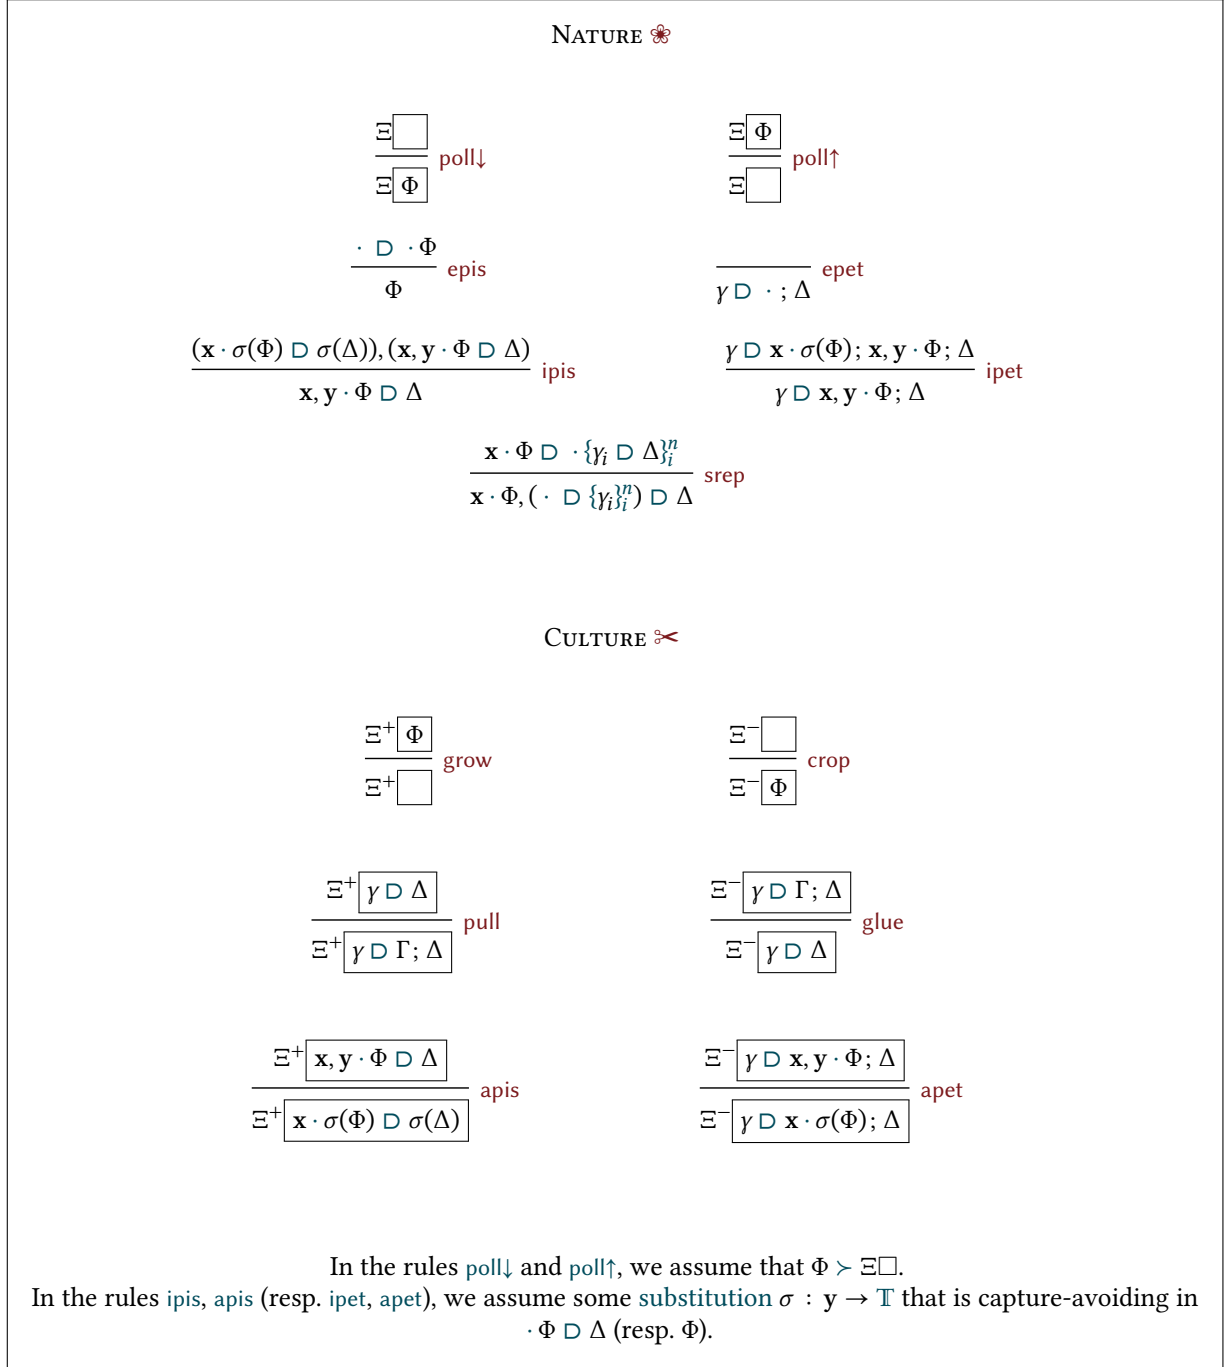 NATURE ❀
Ξ□ Ξ Φ
poll↓ poll↑
Ξ Φ Ξ□
· ⊃ · Φ
epis epet
Φ γ ⊃ · ; Δ
(x · σ(Φ) ⊃ σ(Δ)), (x, y · Φ ⊃ Δ) γ ⊃ x · σ(Φ) ; x, y · Φ ; Δ
ipis ipet
x, y · Φ ⊃ Δ γ ⊃ x, y · Φ ; Δ
x · Φ ⊃ · {γᵢ ⊃ Δ}ᵢⁿ
srep
x · Φ, ( · ⊃ {γᵢ}ᵢⁿ) ⊃ Δ
CULTURE ✂
Ξ⁺ Φ Ξ⁻□
grow crop
Ξ⁺□ Ξ⁻ Φ
Ξ⁺ γ ⊃ Δ Ξ⁻ γ ⊃ Γ ; Δ
pull glue
Ξ⁺ γ ⊃ Γ ; Δ Ξ⁻ γ ⊃ Δ
Ξ⁺ x, y · Φ ⊃ Δ Ξ⁻ γ ⊃ x, y · Φ ; Δ
apis apet
Ξ⁺ x · σ(Φ) ⊃ σ(Δ) Ξ⁻ γ ⊃ x · σ(Φ) ; Δ
In the rules poll↓ and poll↑, we assume that Φ ≻ Ξ□.
In the rules ipis, apis (resp. ipet, apet), we assume some substitution σ : y → 𝕋 that is capture-avoiding in
· Φ ⊃ Δ (resp. Φ).